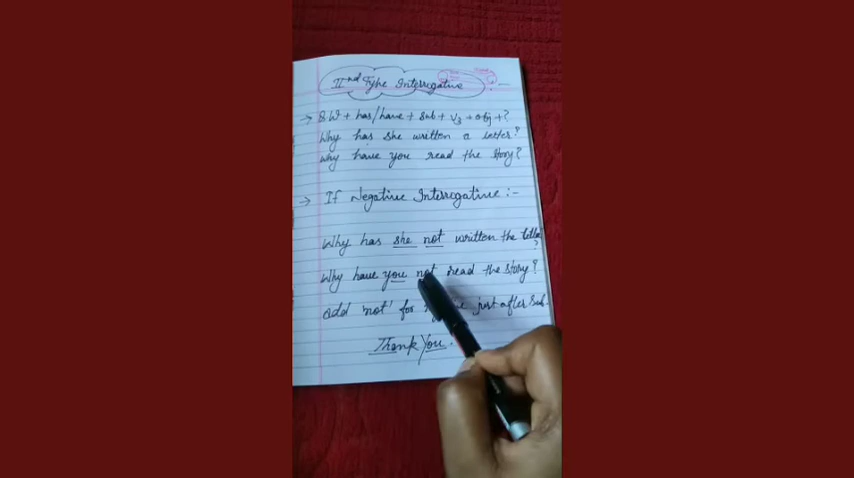 IInd Type Interrogative
→ 8 W + has/have + sub + V3 + obj + ?
Why has she written a letter?
Why have you read the story?
→ If Negative Interrogative :-
Why has she not written the letter?
Why have you not read the story?
add 'not' for just after Sub.
Thank You.